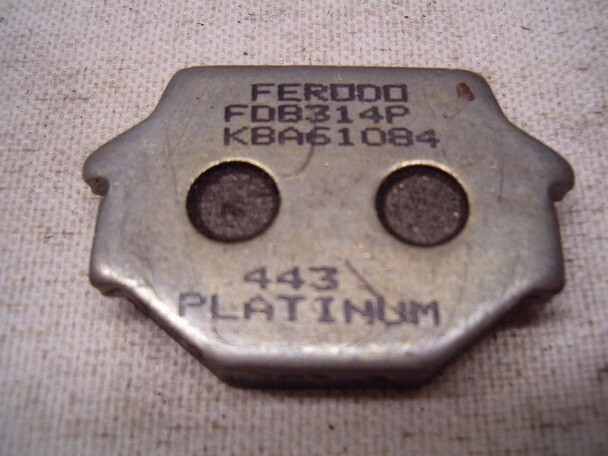 FERODO
FDB314P
KBA61084
443
PLATINUM